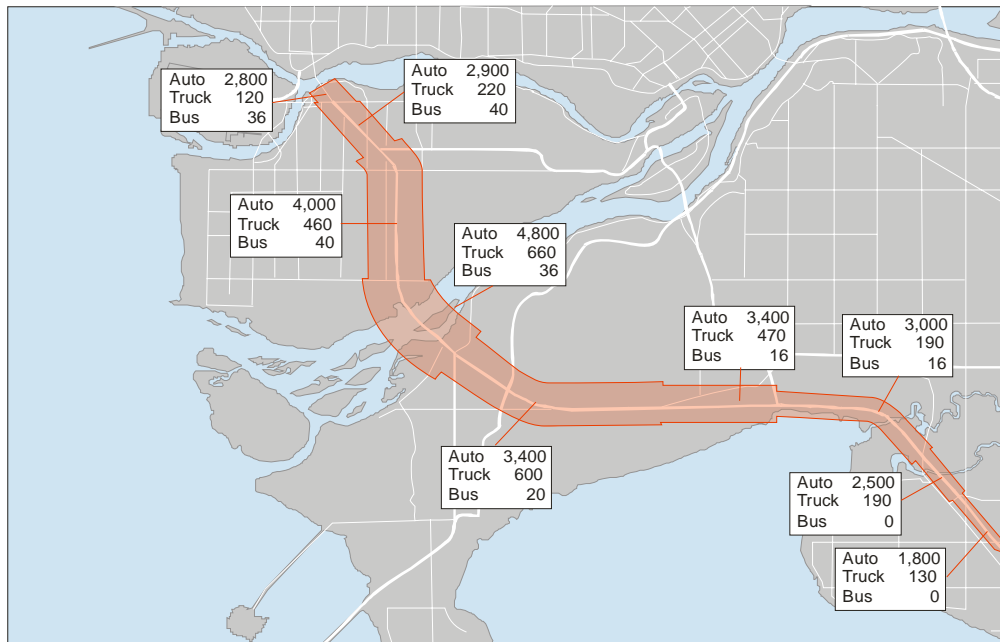 Auto 2,800
Truck 120
Bus 36
Auto 2,900
Truck 220
Bus 40
Auto 4,000
Truck 460
Bus 40
Auto 4,800
Truck 660
Bus 36
Auto 3,400
Truck 470
Bus 16
Auto 3,000
Truck 190
Bus 16
Auto 3,400
Truck 600
Bus 20
Auto 2,500
Truck 190
Bus 0
Auto 1,800
Truck 130
Bus 0